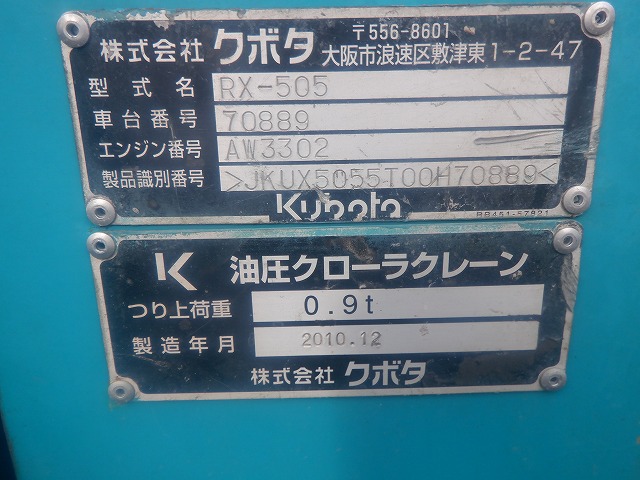 株式会社 クボタ 〒556-8601
大阪市浪速区敷津東1-2-47
型式名 RX-505
車台番号 70889
エンジン番号 AW3302
製品識別番号 >JKUX5055T00H70889<
Kubota
K 油圧クローラクレーン
つり上荷重 0.9t
製造年月 2010.12
株式会社 クボタ